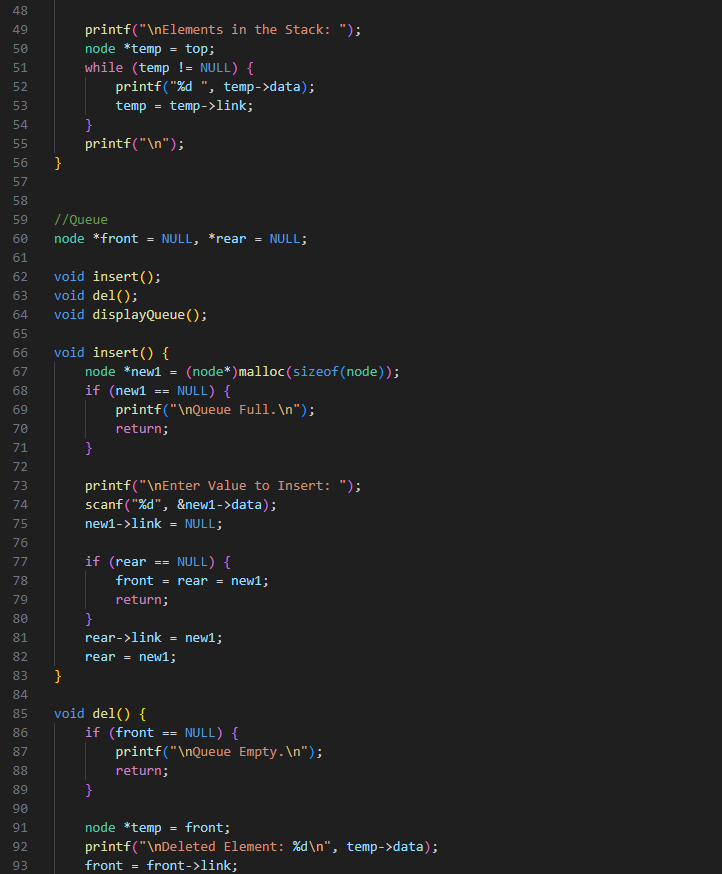 48
49 printf("\nElements in the Stack: ");
50 node *temp = top;
51 while (temp != NULL) {
52 printf("%d ", temp->data);
53 temp = temp->link;
54 }
55 printf("\n");
56 }
57
58
59 //Queue
60 node *front = NULL, *rear = NULL;
61
62 void insert();
63 void del();
64 void displayQueue();
65
66 void insert() {
67 node *new1 = (node*)malloc(sizeof(node));
68 if (new1 == NULL) {
69 printf("\nQueue Full.\n");
70 return;
71 }
72
73 printf("\nEnter Value to Insert: ");
74 scanf("%d", &new1->data);
75 new1->link = NULL;
76
77 if (rear == NULL) {
78 front = rear = new1;
79 return;
80 }
81 rear->link = new1;
82 rear = new1;
83 }
84
85 void del() {
86 if (front == NULL) {
87 printf("\nQueue Empty.\n");
88 return;
89 }
90
91 node *temp = front;
92 printf("\nDeleted Element: %d\n", temp->data);
93 front = front->link;